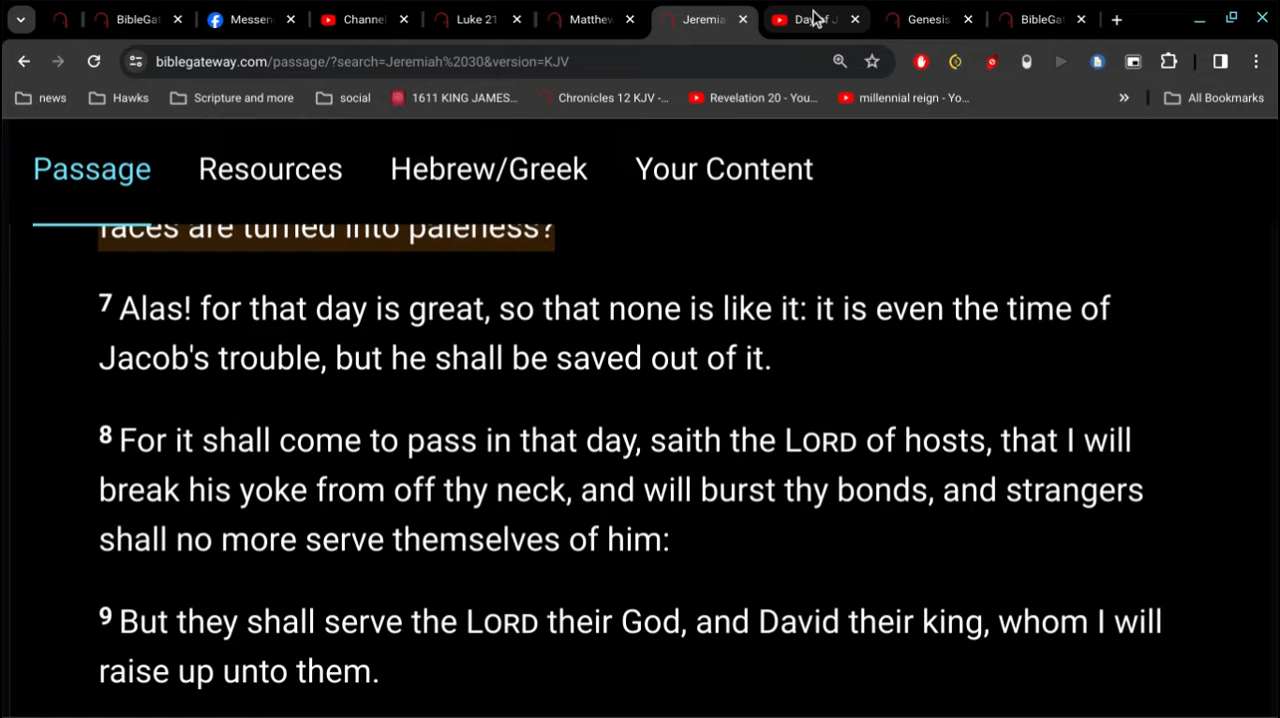 BibleGat Messen Channel Luke 21 Matthew Jeremia Day of J Genesis BibleGat
biblegateway.com/passage/?search=Jeremiah%2030&version=KJV
news Hawks Scripture and more social 1611 KING JAMES... Chronicles 12 KJV -... Revelation 20 - You... millennial reign - Yo... » All Bookmarks
Passage Resources Hebrew/Greek Your Content
faces are turned into paleness?
7 Alas! for that day is great, so that none is like it: it is even the time of
Jacob's trouble, but he shall be saved out of it.
8 For it shall come to pass in that day, saith the LORD of hosts, that I will
break his yoke from off thy neck, and will burst thy bonds, and strangers
shall no more serve themselves of him:
9 But they shall serve the LORD their God, and David their king, whom I will
raise up unto them.